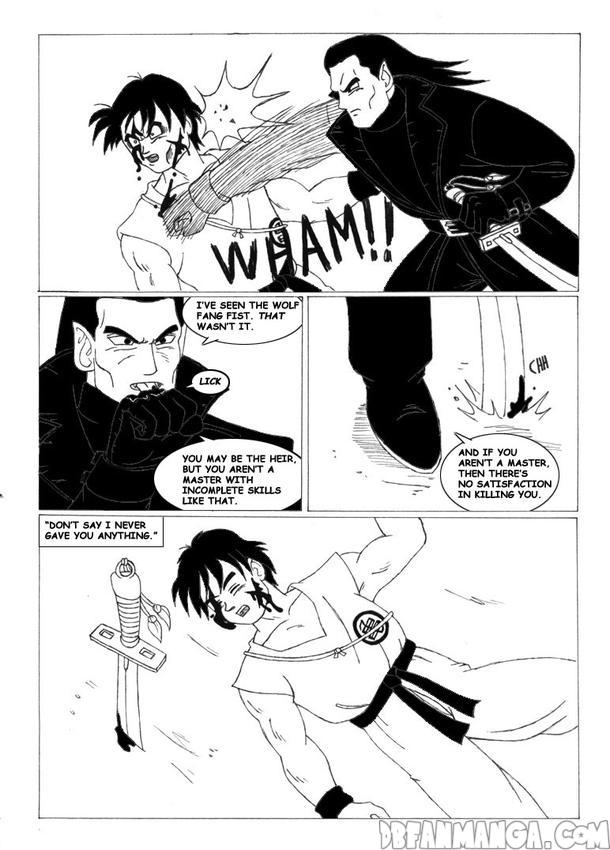 WHAM!!
I'VE SEEN THE WOLF
FANG FIST. THAT
WASN'T IT.
LICK
YOU MAY BE THE HEIR,
BUT YOU AREN'T A
MASTER WITH
INCOMPLETE SKILLS
LIKE THAT.
CHH
AND IF YOU
AREN'T A MASTER,
THEN THERE'S
NO SATISFACTION
IN KILLING YOU.
"DON'T SAY I NEVER
GAVE YOU ANYTHING."
DBFANMANGA.COM